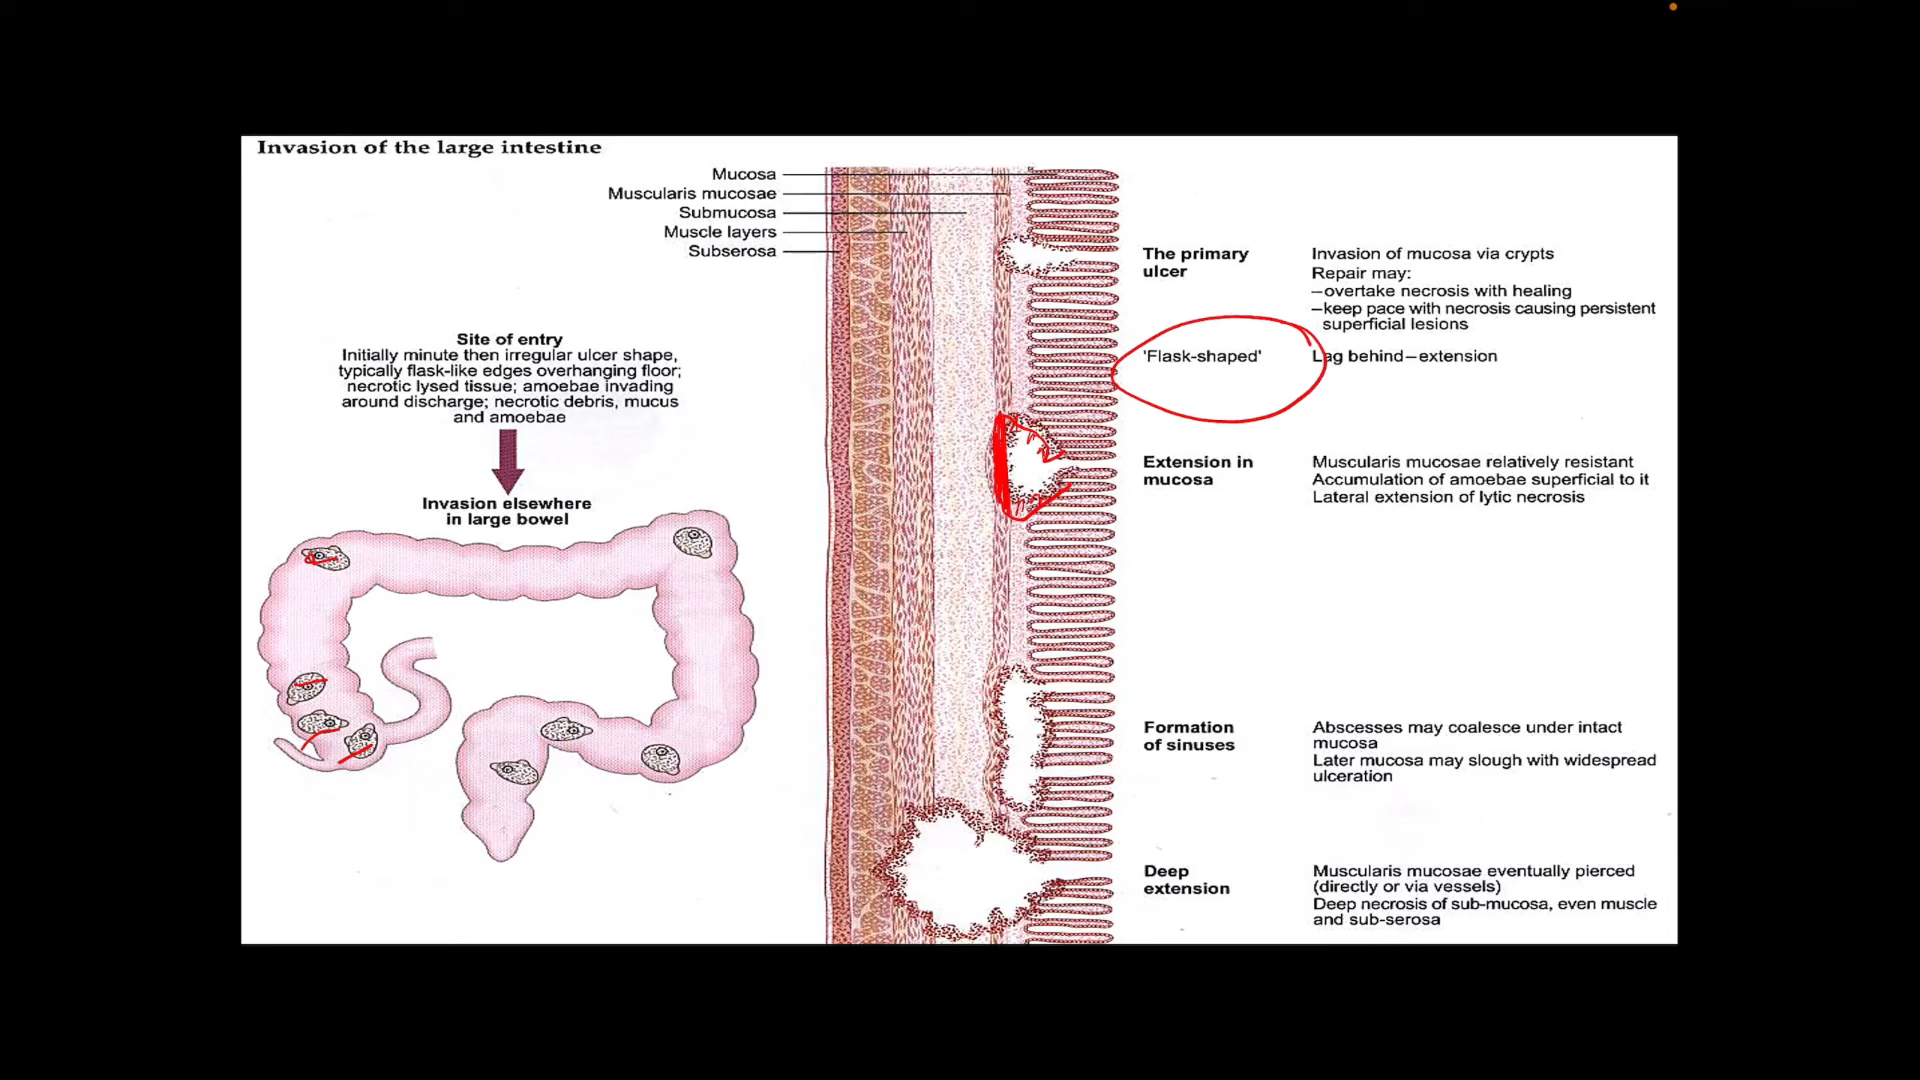 Invasion of the large intestine
Mucosa
Muscularis mucosae
Submucosa
Muscle layers
Subserosa
Site of entry
Initially minute then irregular ulcer shape,
typically flask-like edges overhanging floor;
necrotic lysed tissue; amoebae invading
around discharge; necrotic debris, mucus
and amoebae
Invasion elsewhere
in large bowel
The primary
ulcer
Invasion of mucosa via crypts
Repair may:
–overtake necrosis with healing
–keep pace with necrosis causing persistent
superficial lesions
'Flask-shaped'
Lag behind–extension
Extension in
mucosa
Muscularis mucosae relatively resistant
Accumulation of amoebae superficial to it
Lateral extension of lytic necrosis
Formation
of sinuses
Abscesses may coalesce under intact
mucosa
Later mucosa may slough with widespread
ulceration
Deep
extension
Muscularis mucosae eventually pierced
(directly or via vessels)
Deep necrosis of sub-mucosa, even muscle
and sub-serosa